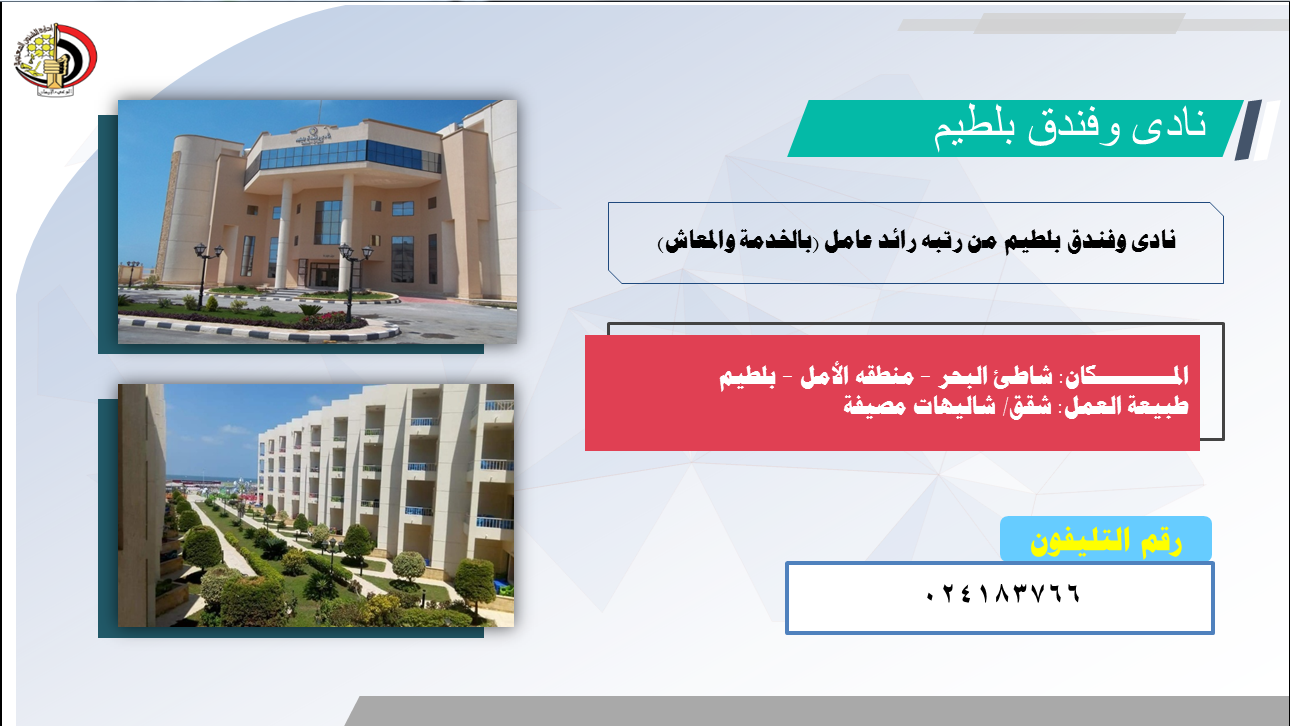 نادى وفندق بلطيم
نادى وفندق بلطيم من رتبه رائد عامل (بالخدمة والمعاش)
المـــــــــكان: شاطئ البحر - منطقه الأمل - بلطيم
طبيعة العمل: شقق/ شاليهات مصيفة
رقم التليفون
٠٢٤١٨٣٧٦٦